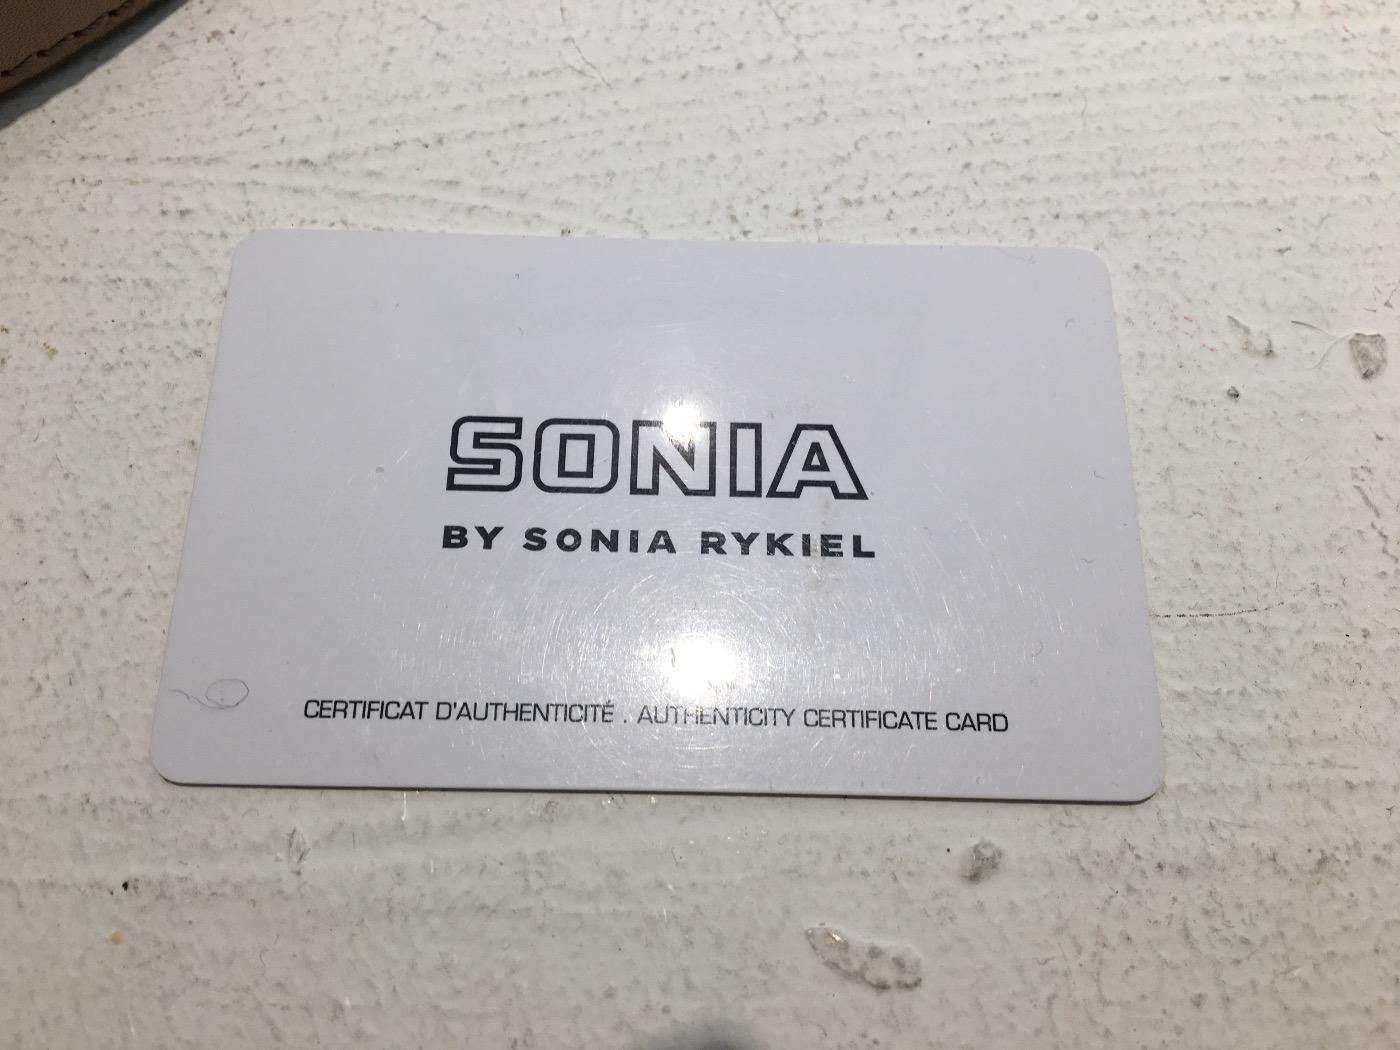 SONIA
BY SONIA RYKIEL
CERTIFICAT D'AUTHENTICITÉ . AUTHENTICITY CERTIFICATE CARD